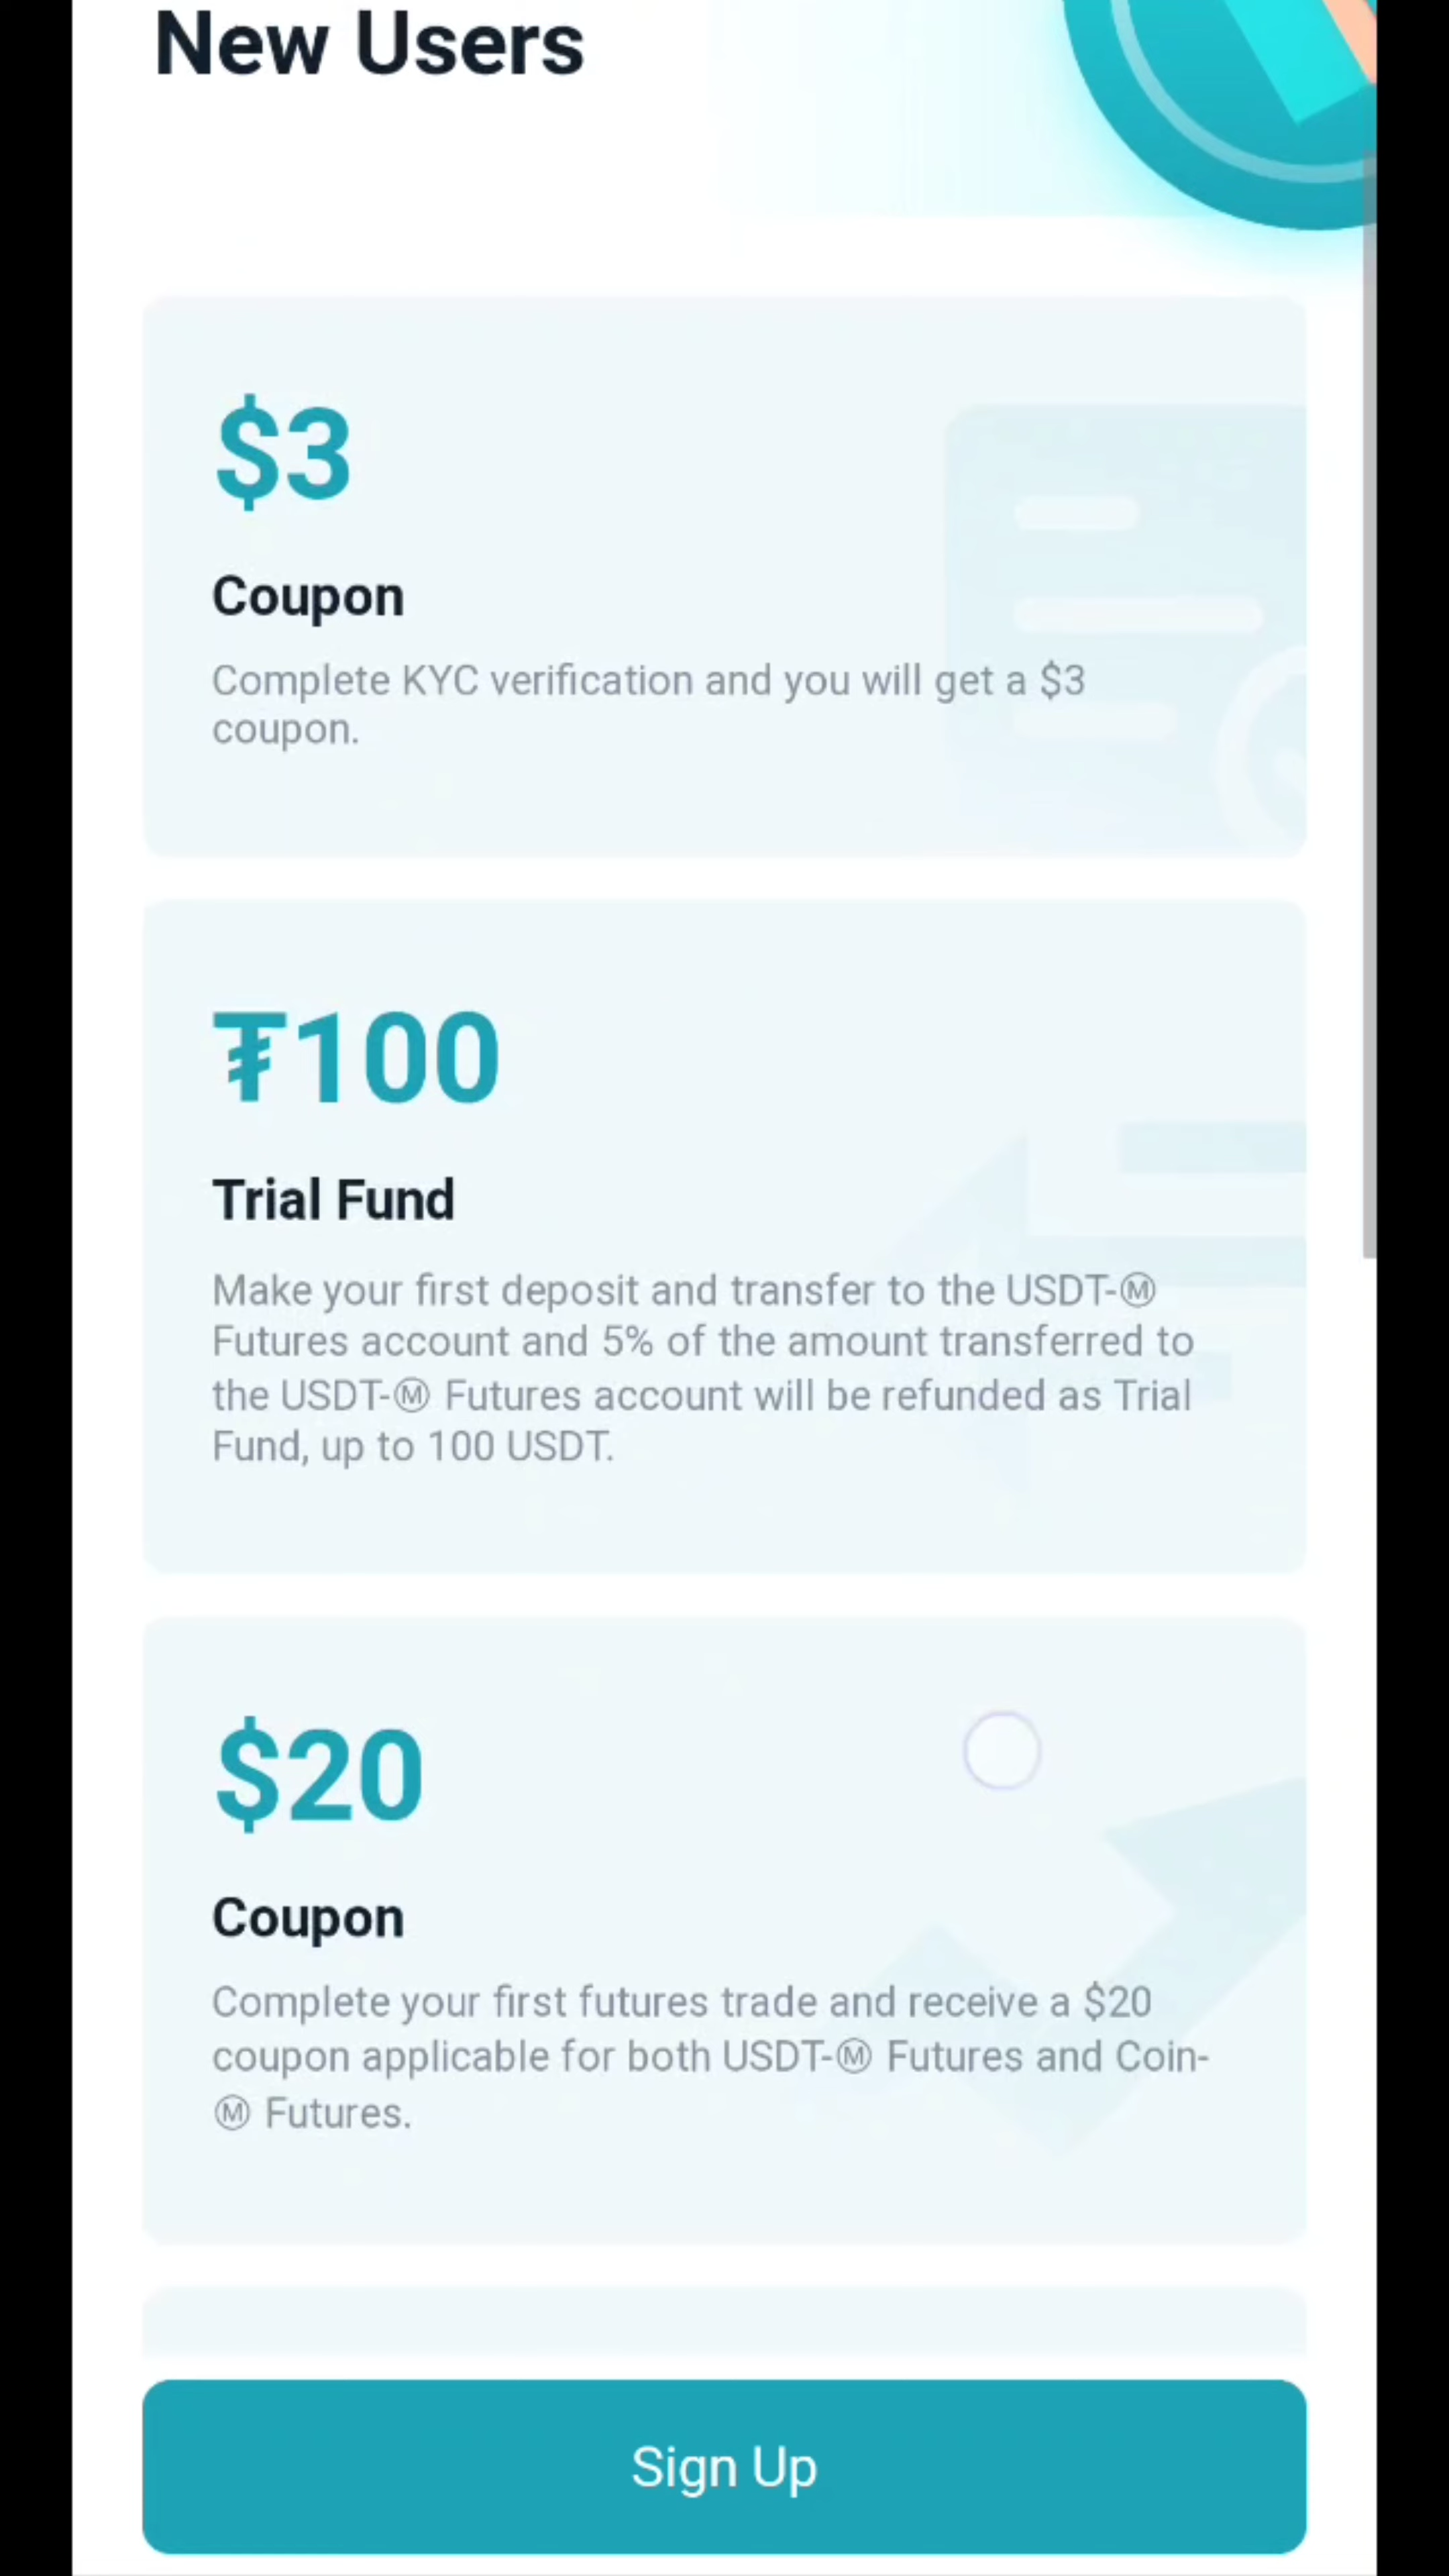 New Users
$3
Coupon
Complete KYC verification and you will get a $3
coupon.
₮100
Trial Fund
Make your first deposit and transfer to the USDT-Ⓜ
Futures account and 5% of the amount transferred to
the USDT-Ⓜ Futures account will be refunded as Trial
Fund, up to 100 USDT.
$20
Coupon
Complete your first futures trade and receive a $20
coupon applicable for both USDT-Ⓜ Futures and Coin-
Ⓜ Futures.
Sign Up